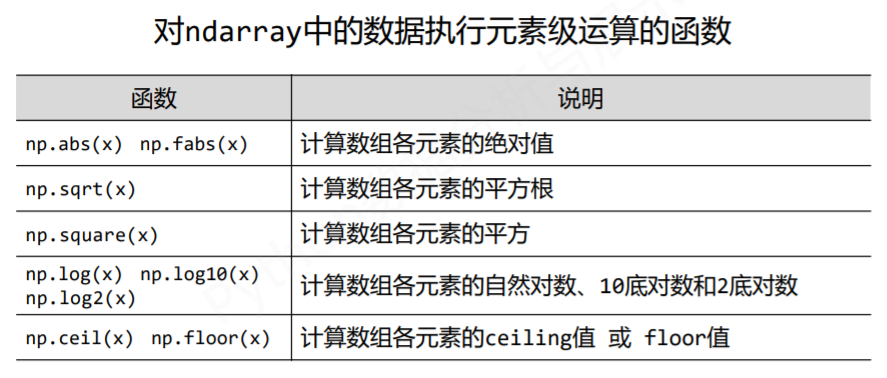 对ndarray中的数据执行元素级运算的函数
函数 说明
np.abs(x) np.fabs(x) 计算数组各元素的绝对值
np.sqrt(x) 计算数组各元素的平方根
np.square(x) 计算数组各元素的平方
np.log(x) np.log10(x)
np.log2(x)
计算数组各元素的自然对数、10底对数和2底对数
np.ceil(x) np.floor(x) 计算数组各元素的ceiling值 或 floor值